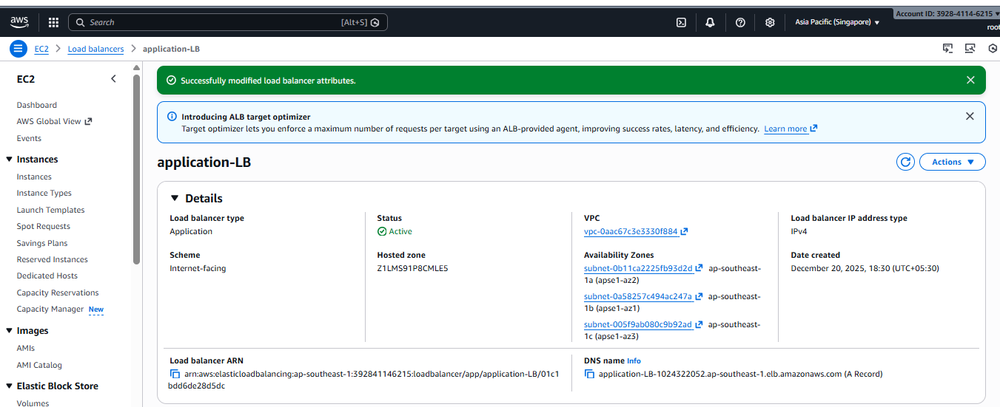 aws
Search
[Alt+S]
Asia Pacific (Singapore)
Account ID: 3928-4114-6215
root
EC2
Load balancers
application-LB
EC2
Dashboard
AWS Global View
Events
Instances
Instances
Instance Types
Launch Templates
Spot Requests
Savings Plans
Reserved Instances
Dedicated Hosts
Capacity Reservations
Capacity Manager New
Images
AMIs
AMI Catalog
Elastic Block Store
Volumes
Successfully modified load balancer attributes.
Introducing ALB target optimizer
Target optimizer lets you enforce a maximum number of requests per target using an ALB-provided agent, improving success rates, latency, and efficiency. Learn more
application-LB
Actions
Details
Load balancer type
Application
Status
Active
VPC
vpc-0aac67c3e3330f884
Load balancer IP address type
IPv4
Scheme
Internet-facing
Hosted zone
Z1LMS91P8CMLE5
Availability Zones
subnet-0b11ca2225fb93d2d ap-southeast-
1a (apse1-az2)
subnet-0a58257c494ac247a ap-southeast-
1b (apse1-az1)
subnet-005f9ab080c9b92ad ap-southeast-
1c (apse1-az3)
Date created
December 20, 2025, 18:30 (UTC+05:30)
Load balancer ARN
arn:aws:elasticloadbalancing:ap-southeast-1:392841146215:loadbalancer/app/application-LB/01c1
bdd6de28d5dc
DNS name Info
application-LB-1024322052.ap-southeast-1.elb.amazonaws.com (A Record)